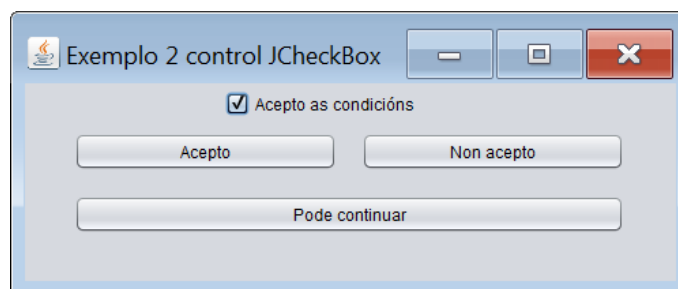 Exemplo 2 control JCheckBox
Acepto as condicións
Acepto Non acepto
Pode continuar